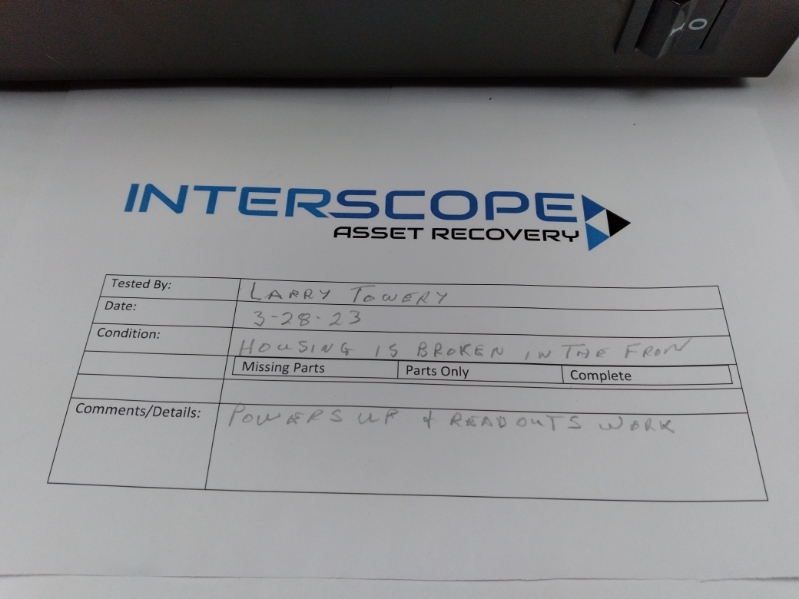 INTERSCOPE
ASSET RECOVERY
Tested By: LARRY TOWERY
Date: 3-28-23
Condition: HOUSING IS BROKEN IN THE FRON
Missing Parts Parts Only Complete
Comments/Details: POWERS UP & READOUTS WORK